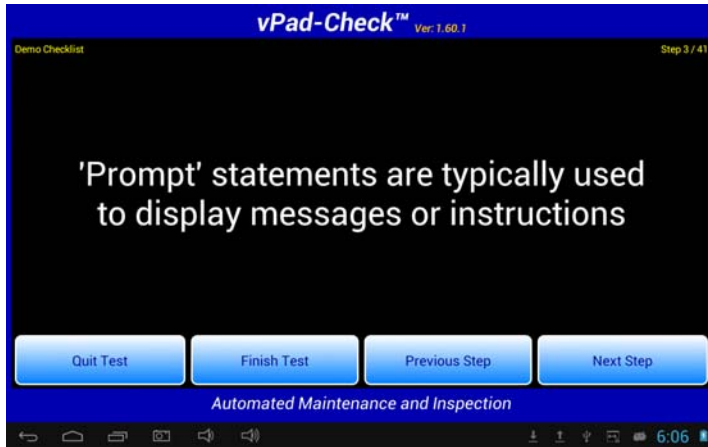 vPad-Check™ Ver: 1.60.1
Demo Checklist Step 3 / 41
'Prompt' statements are typically used
to display messages or instructions
Quit Test Finish Test Previous Step Next Step
Automated Maintenance and Inspection
6:06